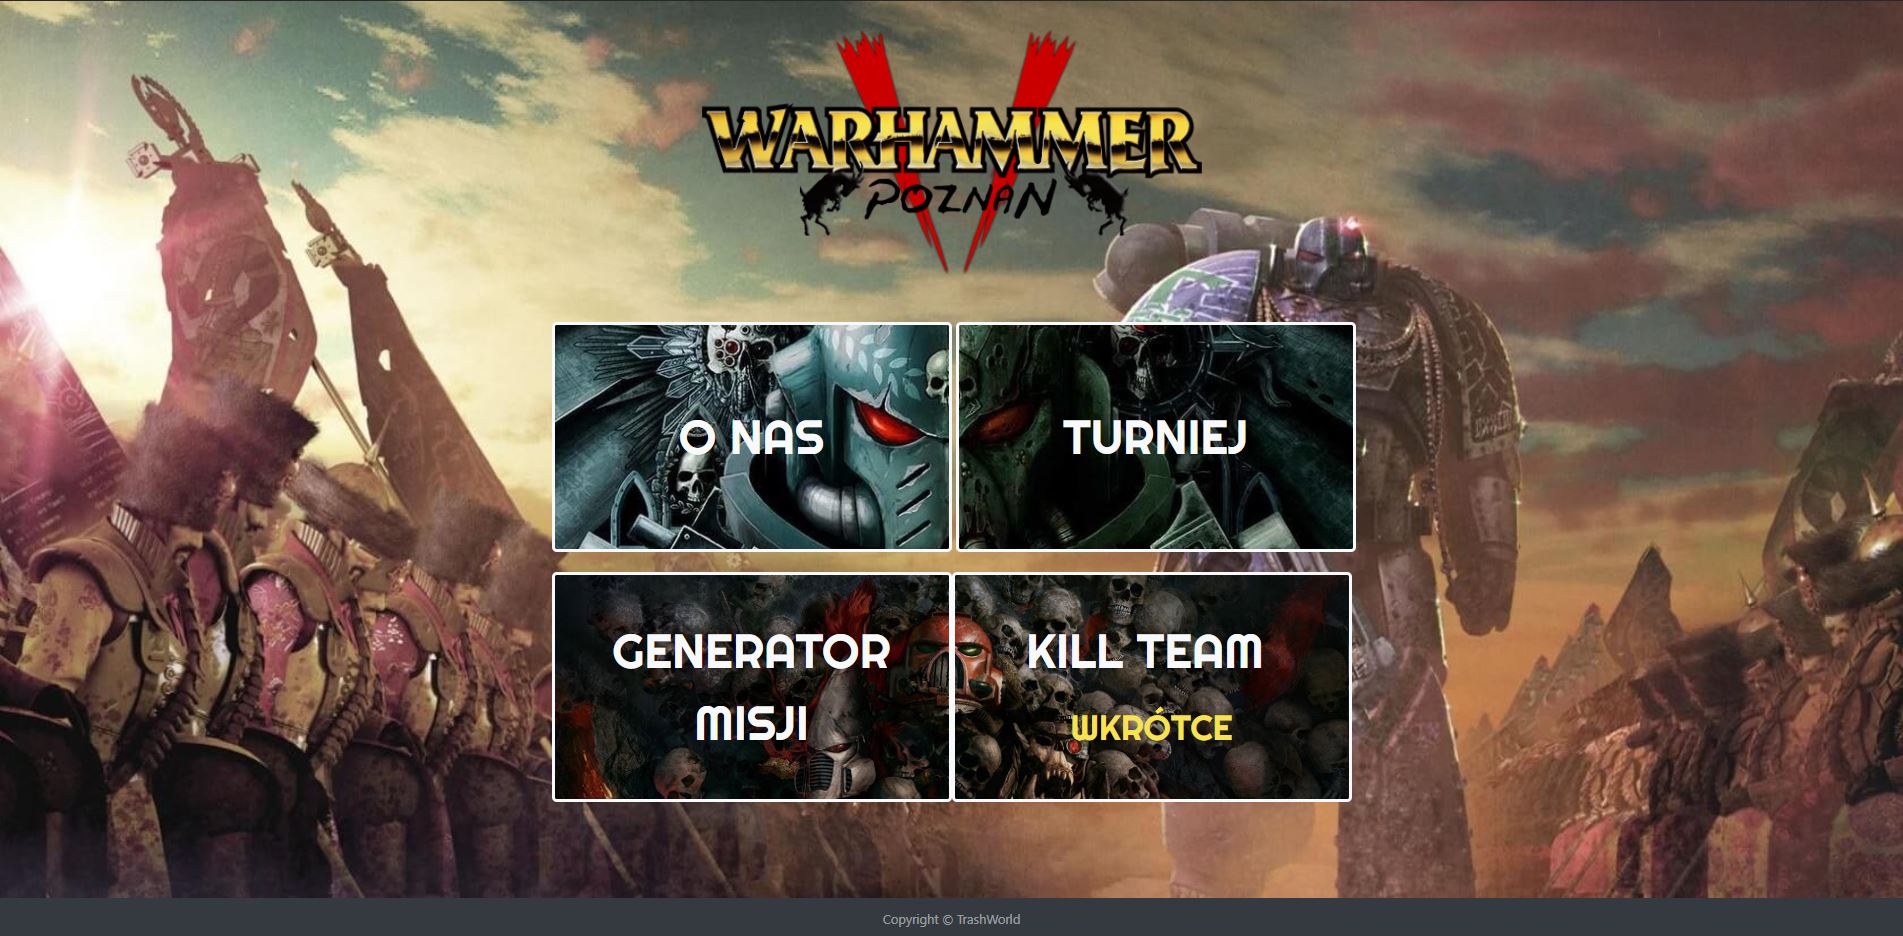 WARHAMMER
POZNAN
O NAS
TURNIEJ
GENERATOR
MISJI
KILL TEAM
WKRÓTCE
Copyright © TrashWorld